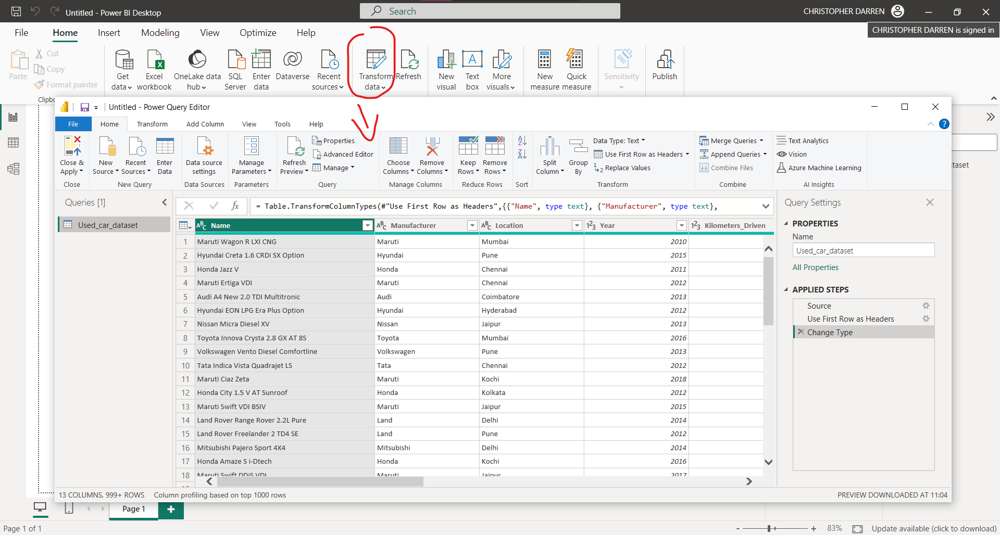 Untitled - Power BI Desktop
Search
CHRISTOPHER DARREN
CHRISTOPHER DARREN is signed in
File Home Insert Modeling View Optimize Help
Paste
Cut
Copy
Format painter
Get data
Excel workbook
OneLake data hub
SQL Server
Enter data
Dataverse
Recent sources
Transform data
Refresh
New visual
Text box
More visuals
New measure
Quick measure
Sensitivity
Publish
Clipbo
Untitled - Power Query Editor
File Home Transform Add Column View Tools Help
Close & Apply
New Source
Recent Sources
Enter Data
Data source settings
Manage Parameters
Refresh Preview
Properties
Advanced Editor
Manage
Choose Columns
Remove Columns
Keep Rows
Remove Rows
Split Column
Group By
Data Type: Text
Use First Row as Headers
Replace Values
Merge Queries
Append Queries
Combine Files
Text Analytics
Vision
Azure Machine Learning
Close New Query Data Sources Parameters Query Manage Columns Reduce Rows Sort Transform Combine AI Insights
taset
Queries [1]
Used_car_dataset
fx = Table.TransformColumnTypes(#"Use First Row as Headers",{{"Name", type text}, {"Manufacturer", type text},
ABC Name ABC Manufacturer ABC Location 123 Year 123 Kilometers_Driven
1 Maruti Wagon R LXI CNG Maruti Mumbai 2010
2 Hyundai Creta 1.6 CRDi SX Option Hyundai Pune 2015
3 Honda Jazz V Honda Chennai 2011
4 Maruti Ertiga VDI Maruti Chennai 2012
5 Audi A4 New 2.0 TDI Multitronic Audi Coimbatore 2013
6 Hyundai EON LPG Era Plus Option Hyundai Hyderabad 2012
7 Nissan Micra Diesel XV Nissan Jaipur 2013
8 Toyota Innova Crysta 2.8 GX AT 8S Toyota Mumbai 2016
9 Volkswagen Vento Diesel Comfortline Volkswagen Pune 2013
10 Tata Indica Vista Quadrajet LS Tata Chennai 2012
11 Maruti Ciaz Zeta Maruti Kochi 2018
12 Honda City 1.5 V AT Sunroof Honda Kolkata 2012
13 Maruti Swift VDI BSIV Maruti Jaipur 2015
14 Land Rover Range Rover 2.2L Pure Land Delhi 2014
15 Land Rover Freelander 2 TD4 SE Land Pune 2012
16 Mitsubishi Pajero Sport 4X4 Mitsubishi Delhi 2014
17 Honda Amaze S i-Dtech Honda Kochi 2016
18 Maruti Swift DDiS VDI Maruti Jaipur 2017
Query Settings
PROPERTIES
Name
Used_car_dataset
All Properties
APPLIED STEPS
Source
Use First Row as Headers
Change Type
13 COLUMNS, 999+ ROWS Column profiling based on top 1000 rows
PREVIEW DOWNLOADED AT 11:04
Page 1
Page 1 of 1
83%
Update available (click to download)